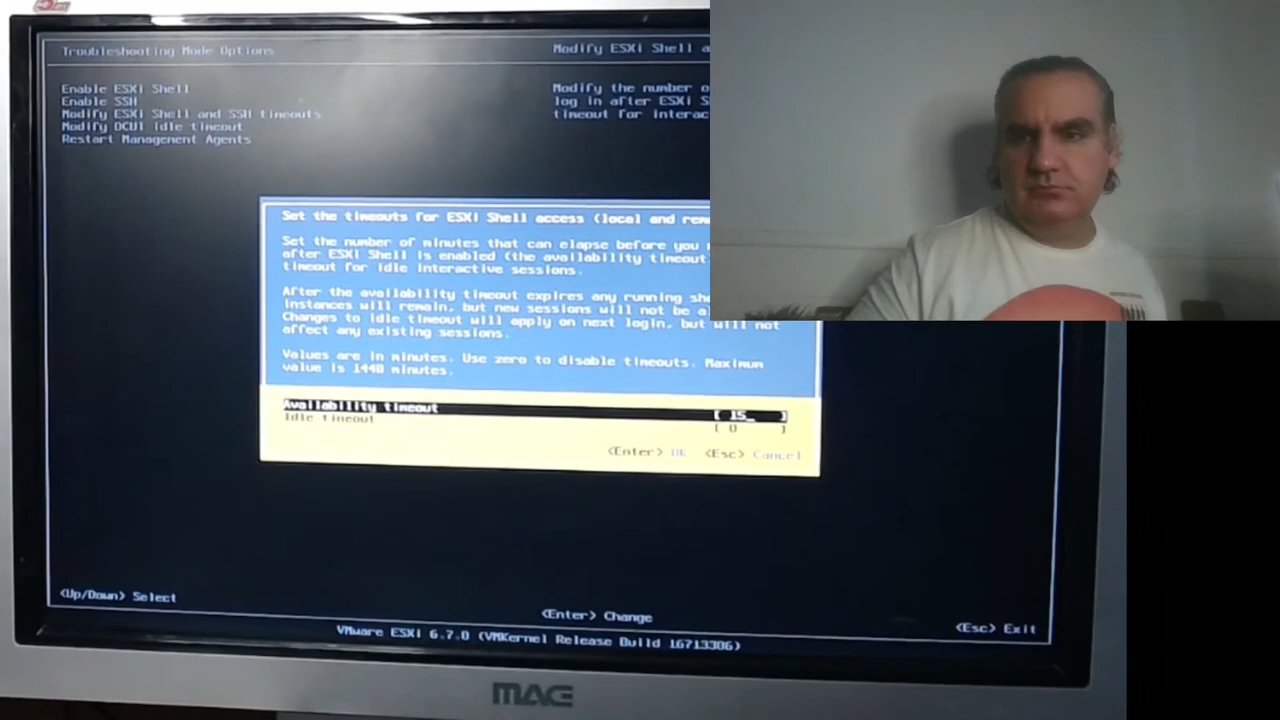 Troubleshooting Mode Options
Modify ESXi Shell a
Enable ESXi Shell
Enable SSH
Modify ESXi Shell and SSH timeouts
Modify DCUI idle timeout
Restart Management Agents
Modify the number o
log in after ESXi S
timeout for interac
Set the timeouts for ESXi Shell access (local and rem
Set the number of minutes that can elapse before you
after ESXi Shell is enabled (the availability timeout
timeout for idle interactive sessions.
After the availability timeout expires any running she
instances will remain, but new sessions will not be a
Changes to idle timeout will apply on next login, but will not
affect any existing sessions.
Values are in minutes. Use zero to disable timeouts. Maximum
value is 1440 minutes.
Availability timeout [ 15_ ]
Idle timeout [ 0 ]
<Enter> OK <Esc> Cancel
<Up/Down> Select
<Enter> Change
<Esc> Exit
VMware ESXi 6.7.0 (VMKernel Release Build 16713306)
MAG